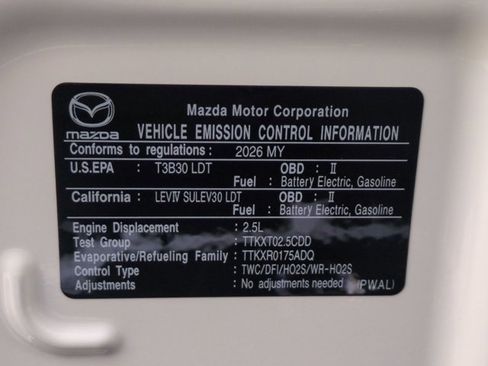 mazda
Mazda Motor Corporation
VEHICLE EMISSION CONTROL INFORMATION
Conforms to regulations : 2026 MY
U.S.EPA : T3B30 LDT OBD : II
Fuel : Battery Electric, Gasoline
California : LEVIV SULEV30 LDT OBD : II
Fuel : Battery Electric, Gasoline
Engine Displacement : 2.5L
Test Group : TTKXT02.5CDD
Evaporative/Refueling Family : TTKXR0175ADQ
Control Type : TWC/DFI/HO2S/WR-HO2S
Adjustments : No adjustments needed (PWAL)